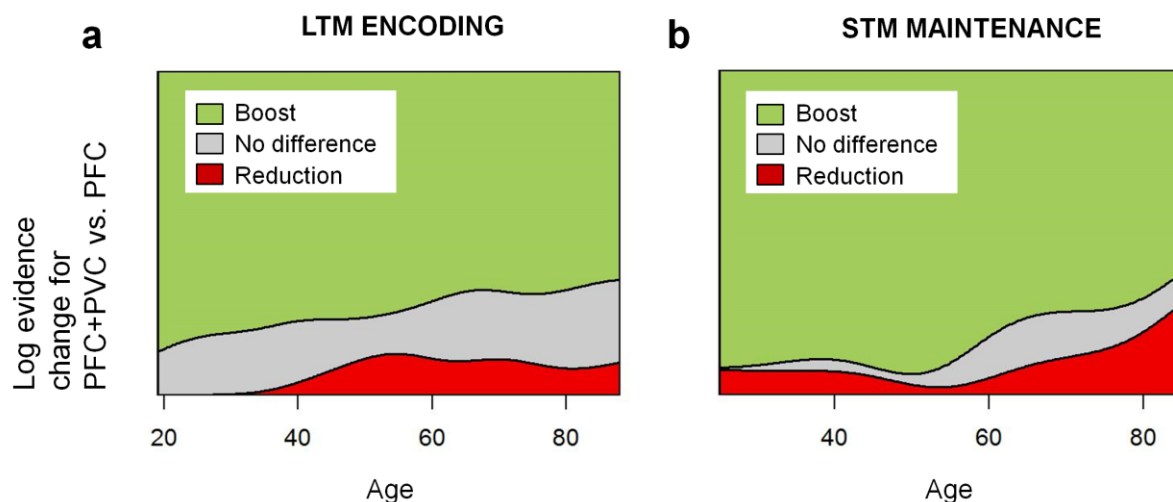 a
LTM ENCODING
Boost
No difference
Reduction
Log evidence
change for
PFC+PVC vs. PFC
20 40 60 80
Age
b
STM MAINTENANCE
Boost
No difference
Reduction
40 60 80
Age